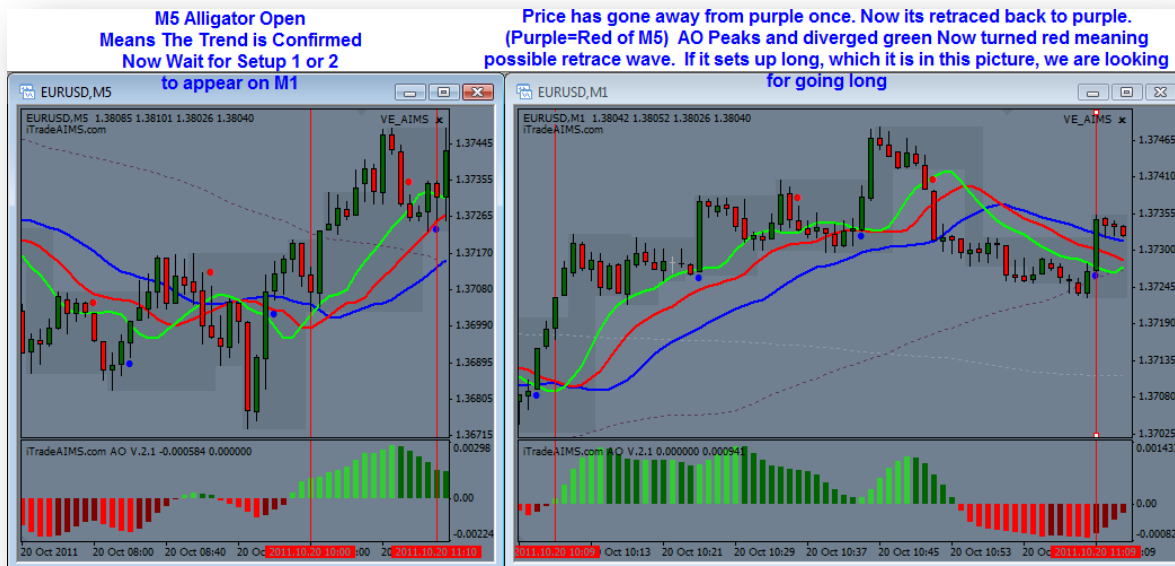 M5 Alligator Open
Means The Trend is Confirmed
Now Wait for Setup 1 or 2
to appear on M1
Price has gone away from purple once. Now its retraced back to purple.
(Purple=Red of M5) AO Peaks and diverged green Now turned red meaning
possible retrace wave. If it sets up long, which it is in this picture, we are looking
for going long
EURUSD,M5
EURUSD,M5 1.38085 1.38101 1.38026 1.38040
VE_AIMS
iTradeAIMS.com
1.37445
1.37355
1.37265
1.37170
1.37080
1.36990
1.36895
1.36805
1.36715
iTradeAIMS.com AO V.2.1 -0.000584 0.000000
0.00298
0.00
-0.00224
20 Oct 2011
20 Oct 08:00
20 Oct 08:40
20 Oc
2011.10.20 10:00
:00
20
2011.10.20 11:10
EURUSD,M1
EURUSD,M1 1.38042 1.38052 1.38026 1.38040
VE_AIMS
iTradeAIMS.com
1.37465
1.37410
1.37355
1.37300
1.37245
1.37190
1.37135
1.37080
1.37025
iTradeAIMS.com AO V.2.1 0.000000 0.000941
0.00143
0.00
-0.00082
2011.10.20 10:09
Oct 10:13
20 Oct 10:21
20 Oct 10:29
20 Oct 10:37
20 Oct 10:45
20 Oct 10:53
20 Oc
2011.10.20 11:09
:09